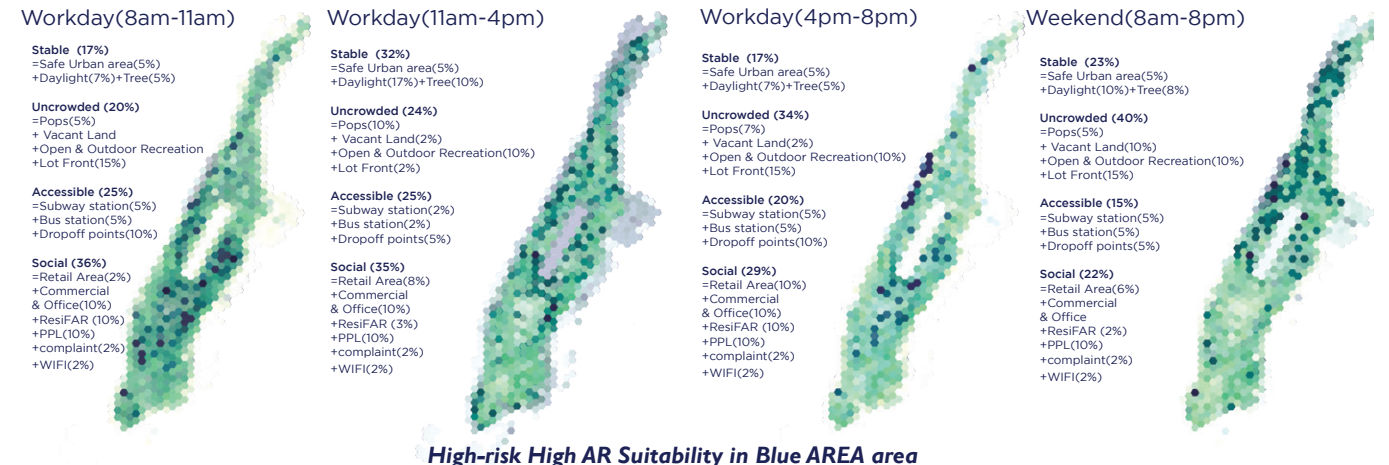 Workday(8am-11am)
Stable (17%)
=Safe Urban area(5%)
+Daylight(7%)+Tree(5%)
Uncrowded (20%)
=Pops(5%)
+ Vacant Land
+Open & Outdoor Recreation
+Lot Front(15%)
Accessible (25%)
=Subway station(5%)
+Bus station(5%)
+Dropoff points(10%)
Social (36%)
=Retail Area(2%)
+Commercial
& Office(10%)
+ResiFAR (10%)
+PPL(10%)
+complaint(2%)
+WIFI(2%)
Workday(11am-4pm)
Stable (32%)
=Safe Urban area(5%)
+Daylight(17%)+Tree(10%)
Uncrowded (24%)
=Pops(10%)
+ Vacant Land(2%)
+Open & Outdoor Recreation(10%)
+Lot Front(2%)
Accessible (25%)
=Subway station(2%)
+Bus station(2%)
+Dropoff points(5%)
Social (35%)
=Retail Area(8%)
+Commercial
& Office(10%)
+ResiFAR (3%)
+PPL(10%)
+complaint(2%)
+WIFI(2%)
Workday(4pm-8pm)
Stable (17%)
=Safe Urban area(5%)
+Daylight(7%)+Tree(5%)
Uncrowded (34%)
=Pops(7%)
+ Vacant Land(2%)
+Open & Outdoor Recreation(10%)
+Lot Front(15%)
Accessible (20%)
=Subway station(5%)
+Bus station(5%)
+Dropoff points(10%)
Social (29%)
=Retail Area(10%)
+Commercial
& Office(10%)
+ResiFAR (10%)
+PPL(10%)
+complaint(2%)
+WIFI(2%)
Weekend(8am-8pm)
Stable (23%)
=Safe Urban area(5%)
+Daylight(10%)+Tree(8%)
Uncrowded (40%)
=Pops(5%)
+ Vacant Land(10%)
+Open & Outdoor Recreation(10%)
+Lot Front(15%)
Accessible (15%)
=Subway station(5%)
+Bus station(5%)
+Dropoff points(5%)
Social (22%)
=Retail Area(6%)
+Commercial
& Office
+ResiFAR (2%)
+PPL(10%)
+complaint(2%)
+WIFI(2%)
High-risk High AR Suitability in Blue AREA area